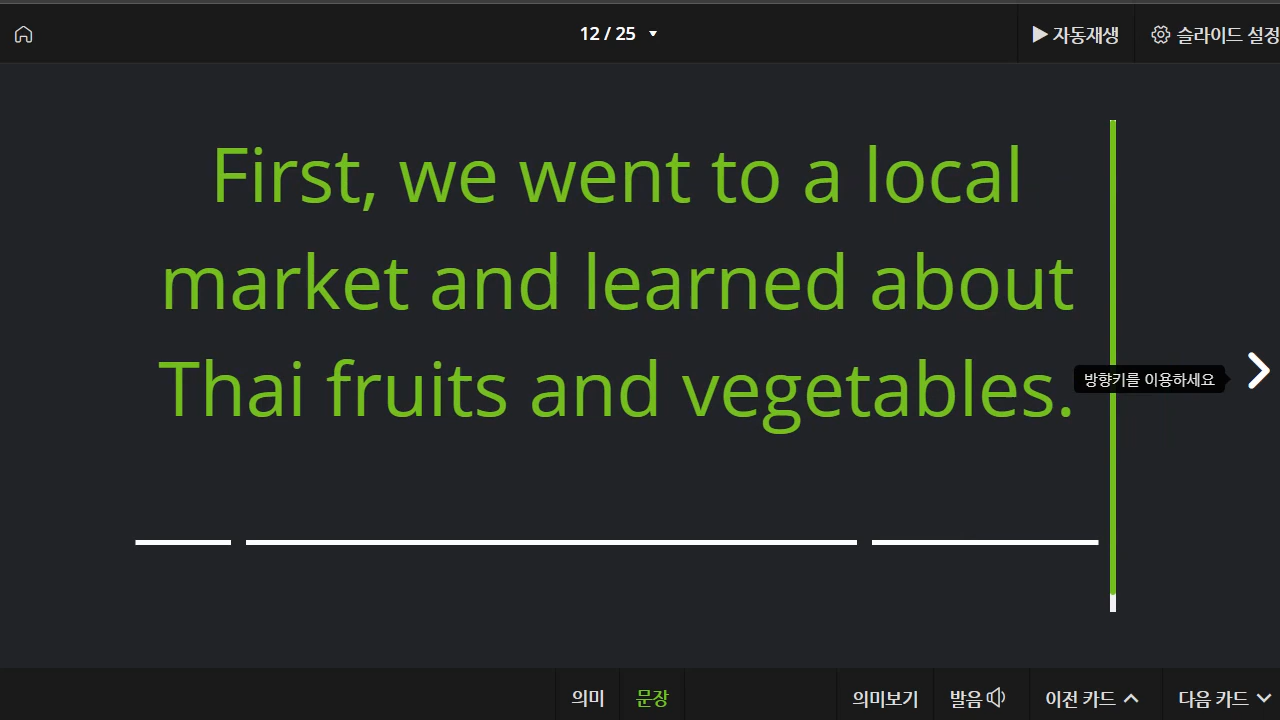 12 / 25
자동재생
슬라이드 설정
First, we went to a local
market and learned about
Thai fruits and vegetables.
방향키를 이용하세요
의미
문장
의미보기
발음
이전 카드
다음 카드